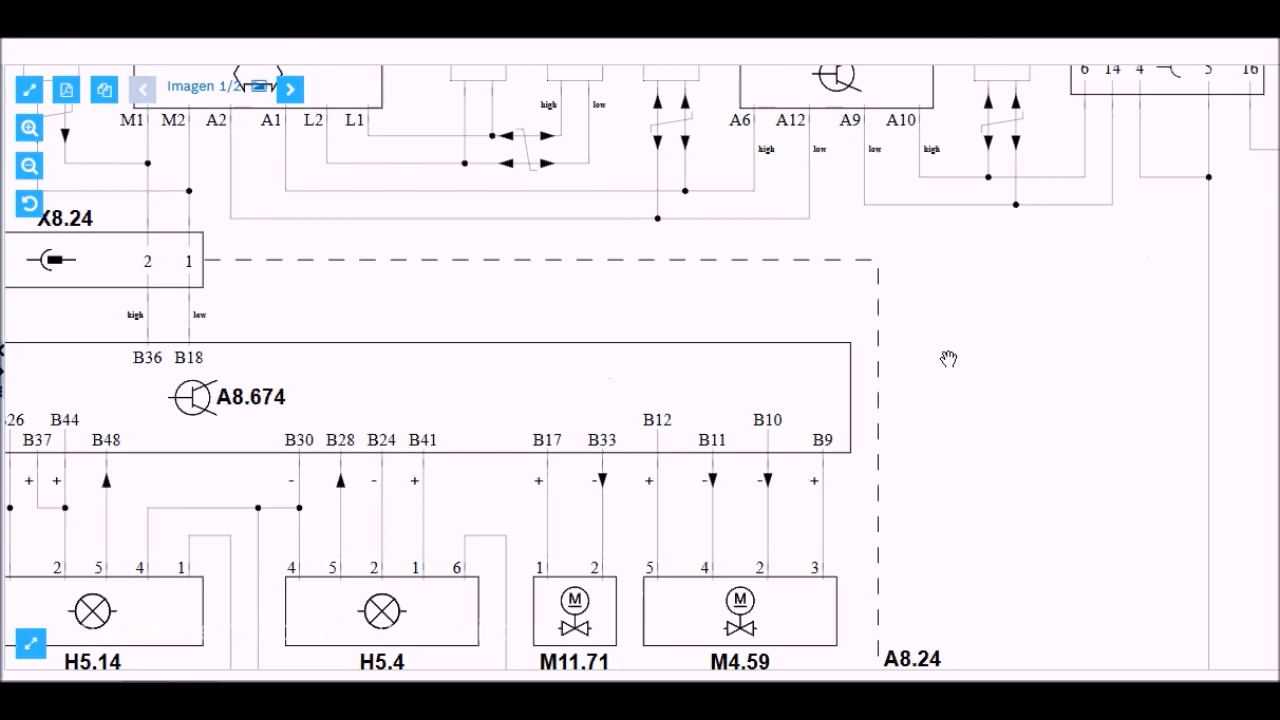 Imagen 1/2
6 14 4 5 16
high low
M1 M2 A2 A1 L2 L1
A6 A12 A9 A10
high low low high
X8.24
2 1
high low
B36 B18
A8.674
26 B44 B12 B10
B37 B48 B30 B28 B24 B41 B17 B33 B11 B9
+ + - - + + - + - - +
2 5 4 1 4 5 2 1 6 1 2 5 4 2 3
M M
H5.14 H5.4 M11.71 M4.59 A8.24